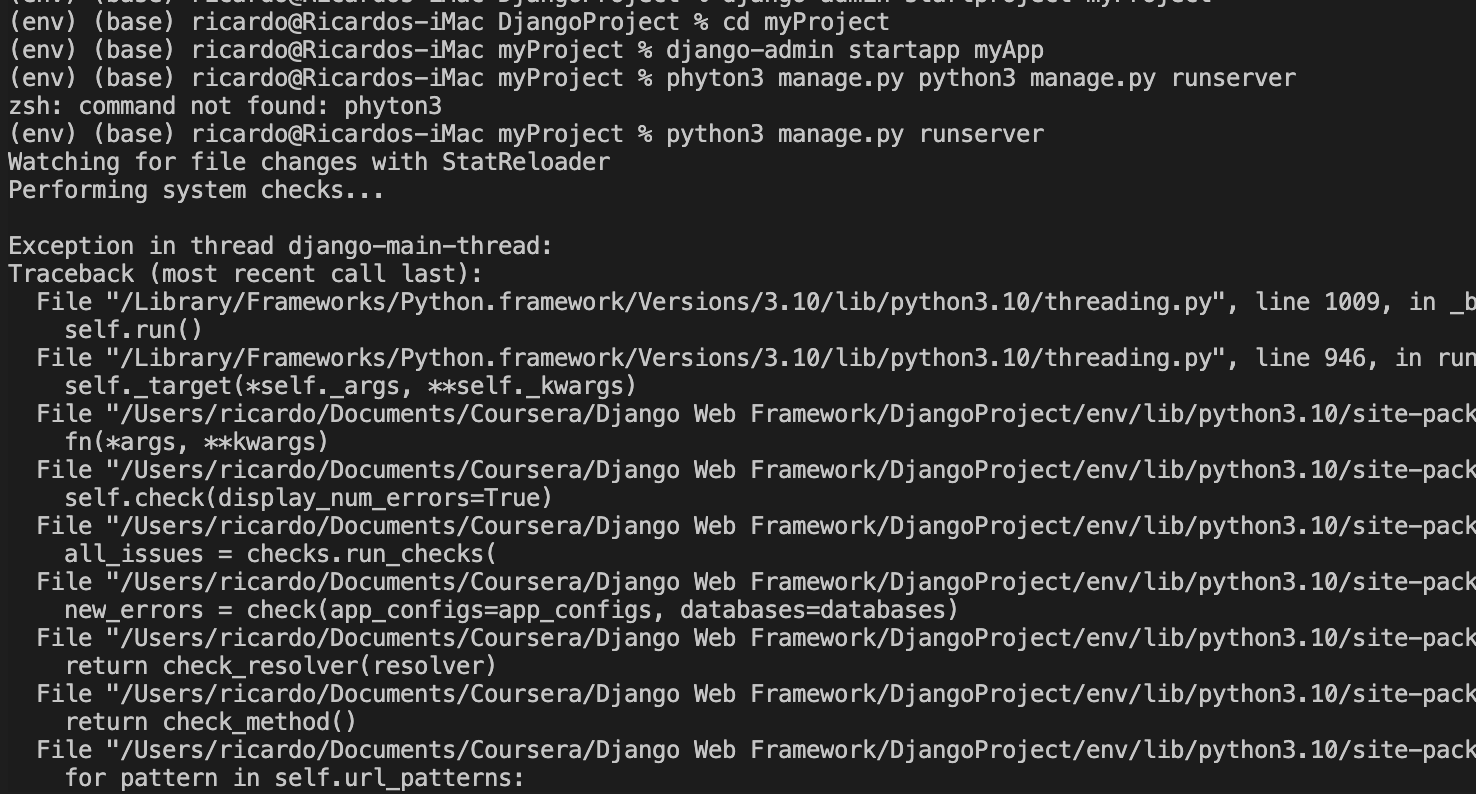 (env) (base) ricardo@Ricardos-iMac DjangoProject % django-admin startproject myProject
(env) (base) ricardo@Ricardos-iMac DjangoProject % cd myProject
(env) (base) ricardo@Ricardos-iMac myProject % django-admin startapp myApp
(env) (base) ricardo@Ricardos-iMac myProject % phyton3 manage.py python3 manage.py runserver
zsh: command not found: phyton3
(env) (base) ricardo@Ricardos-iMac myProject % python3 manage.py runserver
Watching for file changes with StatReloader
Performing system checks...

Exception in thread django-main-thread:
Traceback (most recent call last):
  File "/Library/Frameworks/Python.framework/Versions/3.10/lib/python3.10/threading.py", line 1009, in _b
    self.run()
  File "/Library/Frameworks/Python.framework/Versions/3.10/lib/python3.10/threading.py", line 946, in run
    self._target(*self._args, **self._kwargs)
  File "/Users/ricardo/Documents/Coursera/Django Web Framework/DjangoProject/env/lib/python3.10/site-pack
    fn(*args, **kwargs)
  File "/Users/ricardo/Documents/Coursera/Django Web Framework/DjangoProject/env/lib/python3.10/site-pack
    self.check(display_num_errors=True)
  File "/Users/ricardo/Documents/Coursera/Django Web Framework/DjangoProject/env/lib/python3.10/site-pack
    all_issues = checks.run_checks(
  File "/Users/ricardo/Documents/Coursera/Django Web Framework/DjangoProject/env/lib/python3.10/site-pack
    new_errors = check(app_configs=app_configs, databases=databases)
  File "/Users/ricardo/Documents/Coursera/Django Web Framework/DjangoProject/env/lib/python3.10/site-pack
    return check_resolver(resolver)
  File "/Users/ricardo/Documents/Coursera/Django Web Framework/DjangoProject/env/lib/python3.10/site-pack
    return check_method()
  File "/Users/ricardo/Documents/Coursera/Django Web Framework/DjangoProject/env/lib/python3.10/site-pack
    for pattern in self.url_patterns: